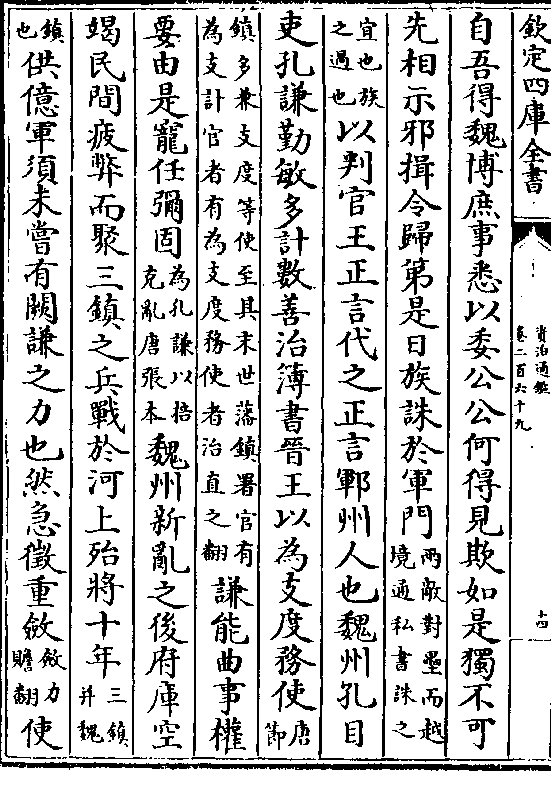 欽定四庫全書
資治通鑑
卷二百六十九
十四
自吾得魏博庶事悉以委公公何得見欺如是獨不可
先相示邪揖令歸第是日族誅於軍門兩敵對壘而越境通私書誅之
宜也族之過也以判官王正言代之正言鄆州人也魏州孔目
吏孔謙勤敏多計數善治簿書晉王以為支度務使唐節
鎮多兼支度等使至其末世藩鎮署官有為支計官者有為支度務使者治直之翻謙能曲事權
要由是寵任彌固為孔謙以掊克亂唐張本魏州新亂之後府庫空
竭民間疲弊而聚三鎮之兵戰於河上殆將十年三鎮并魏
鎮也供億軍須未嘗有闕謙之力也然急徵重斂斂力贍翻使